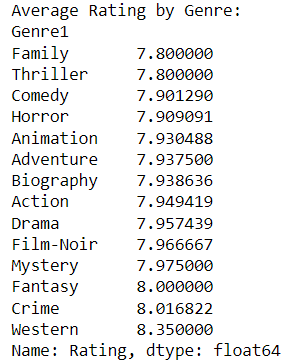 Average Rating by Genre:
Genre1
Family       7.800000
Thriller     7.800000
Comedy       7.901290
Horror       7.909091
Animation    7.930488
Adventure    7.937500
Biography    7.938636
Action       7.949419
Drama        7.957439
Film-Noir    7.966667
Mystery      7.975000
Fantasy      8.000000
Crime        8.016822
Western      8.350000
Name: Rating, dtype: float64